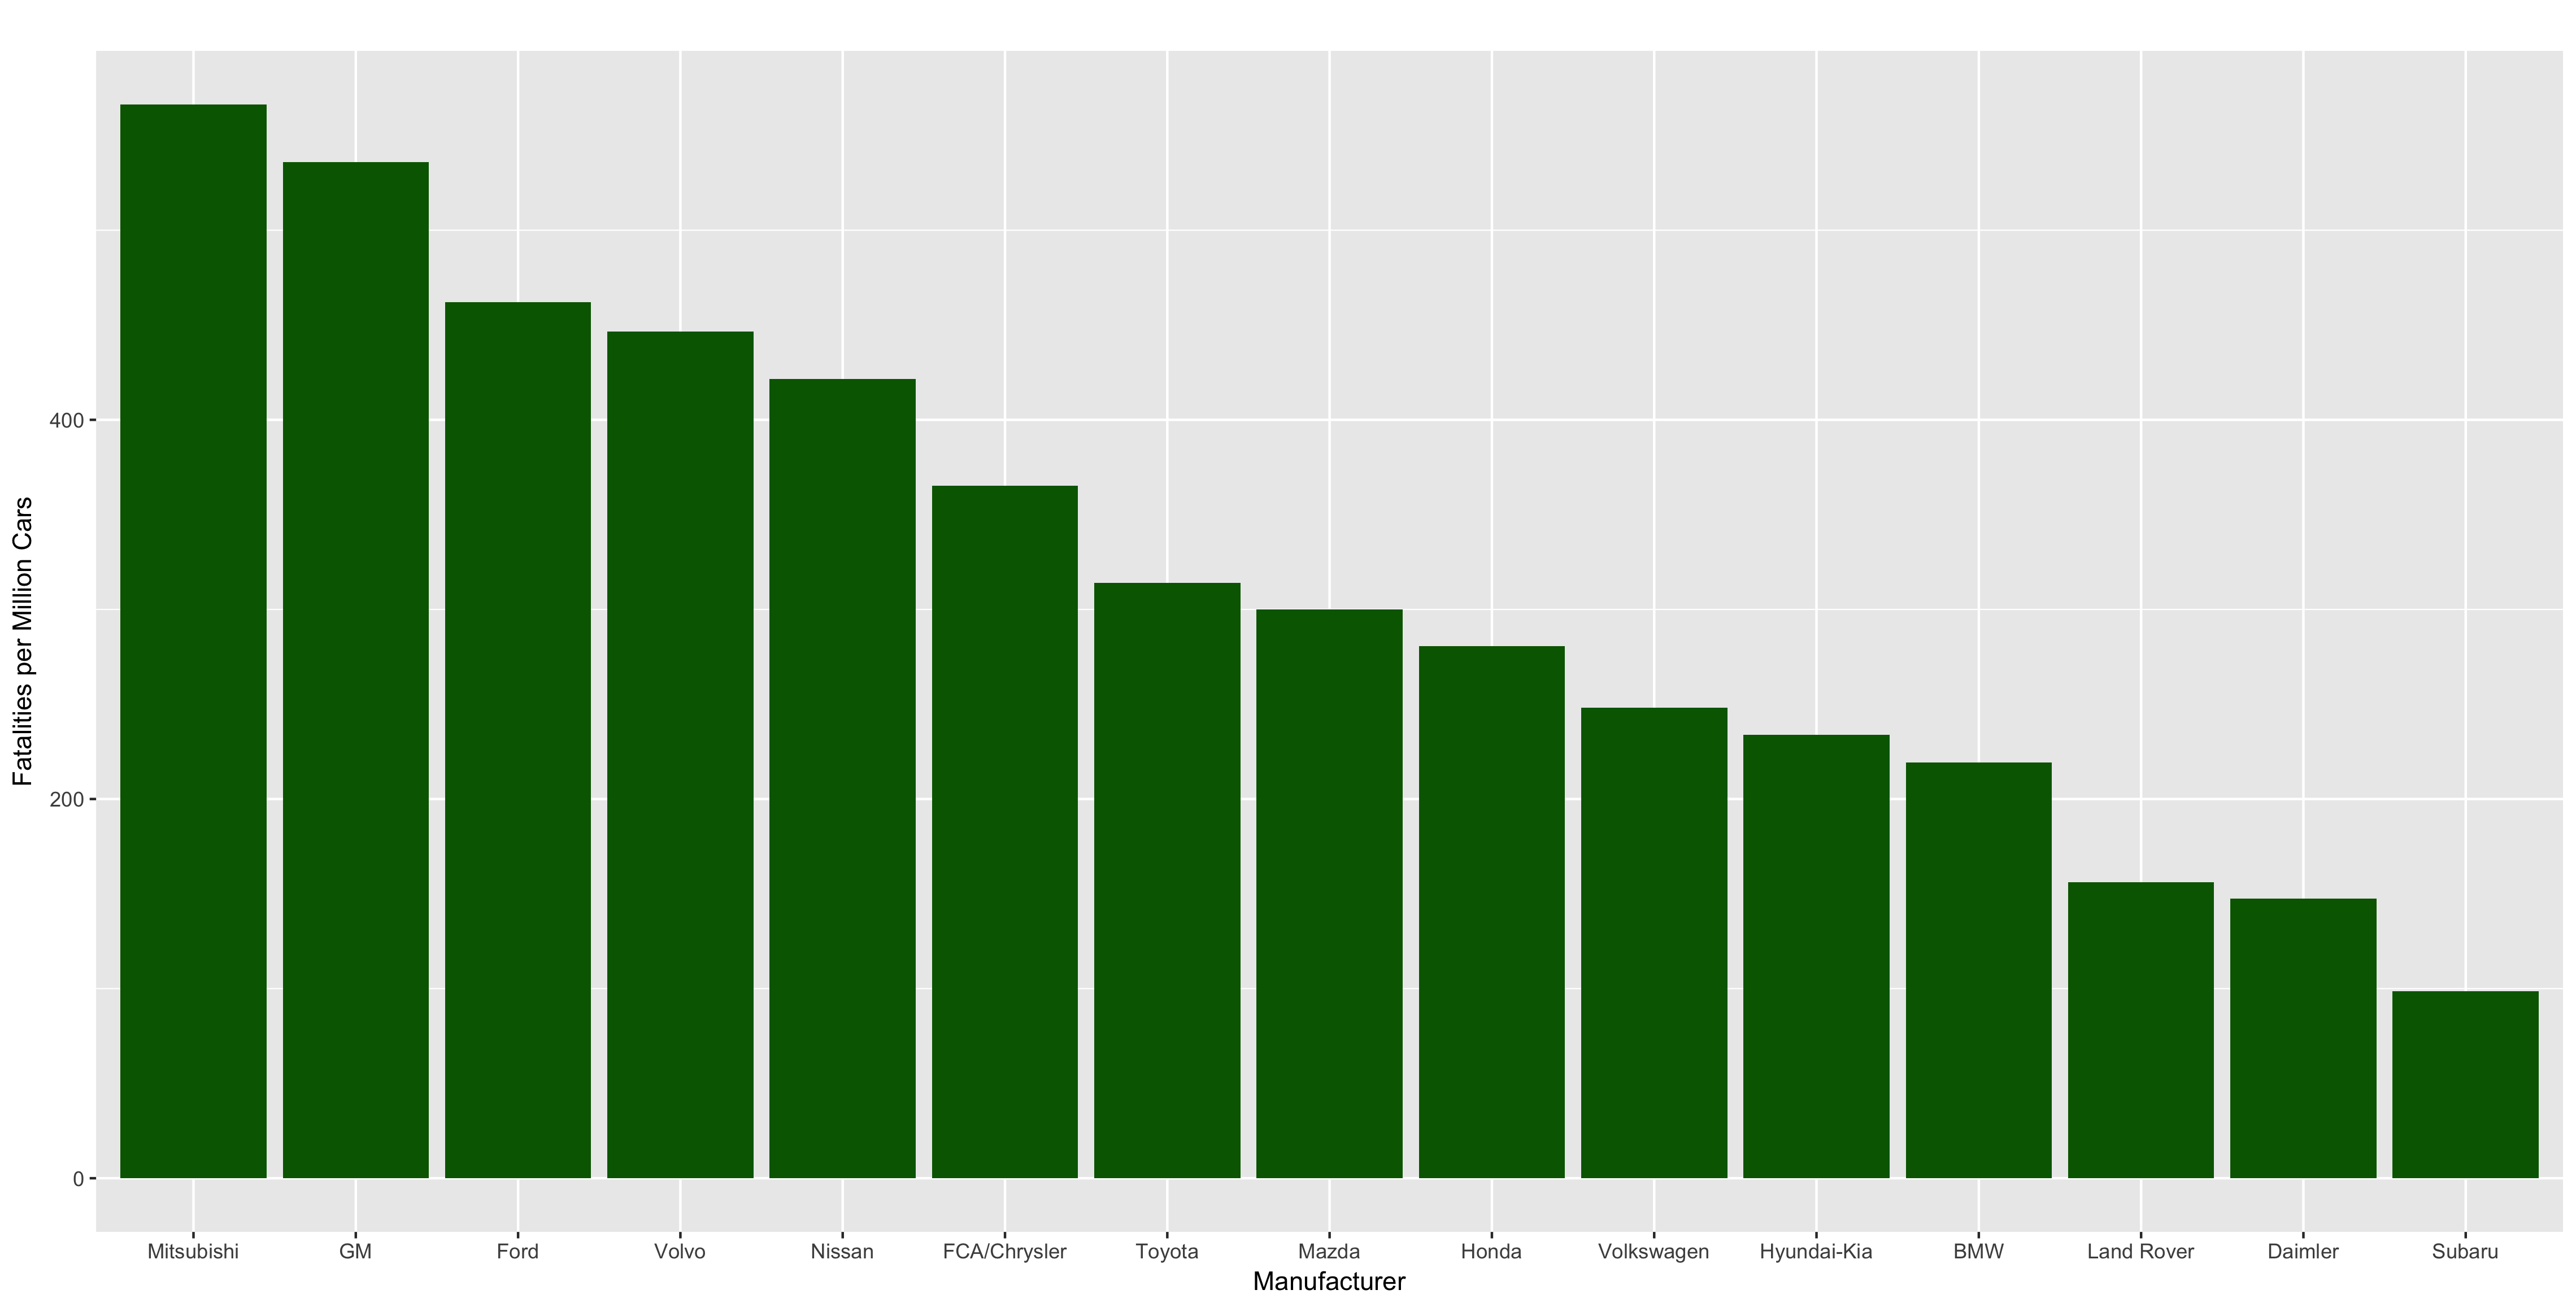 Fatalities per Million Cars
400
200
0
Mitsubishi GM Ford Volvo Nissan FCA/Chrysler Toyota Mazda Honda Volkswagen Hyundai-Kia BMW Land Rover Daimler Subaru
Manufacturer